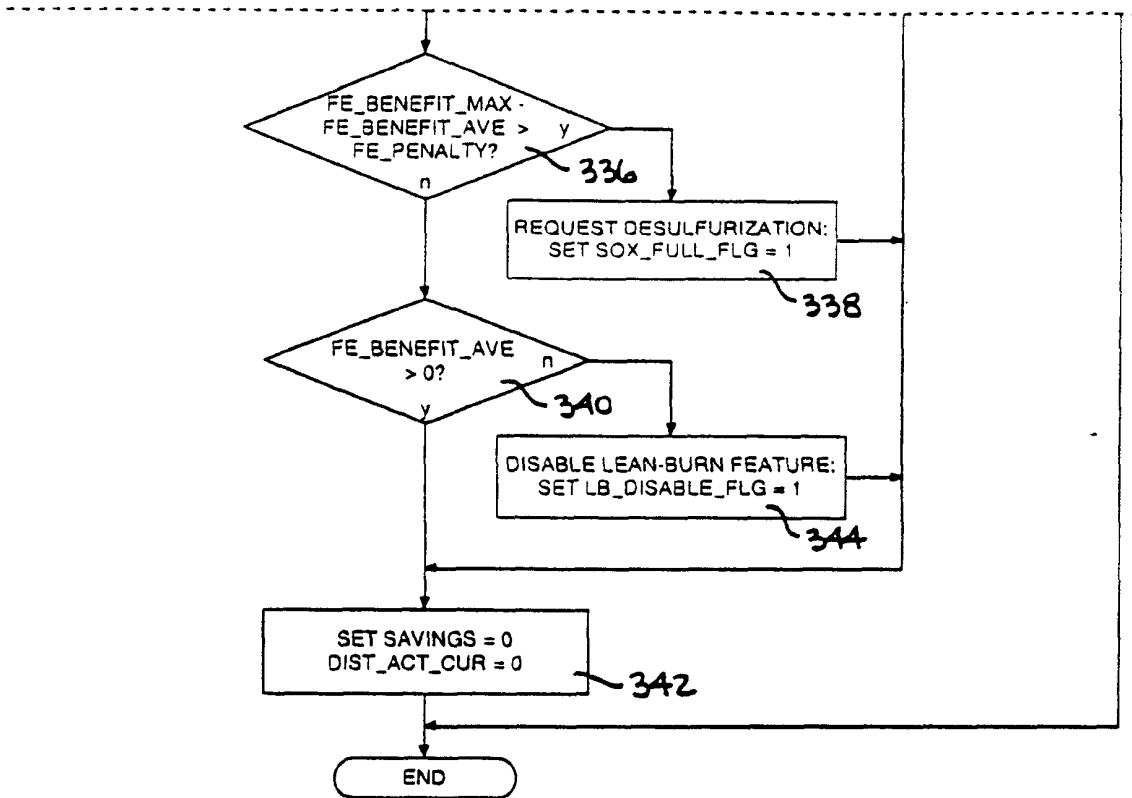 FE_BENEFIT_MAX -
FE_BENEFIT_AVE >
FE_PENALTY?
y
n
336
REQUEST DESULFURIZATION:
SET SOX_FULL_FLG = 1
338
FE_BENEFIT_AVE
> 0?
n
y
340
DISABLE LEAN-BURN FEATURE:
SET LB_DISABLE_FLG = 1
344
SET SAVINGS = 0
DIST_ACT_CUR = 0
342
END